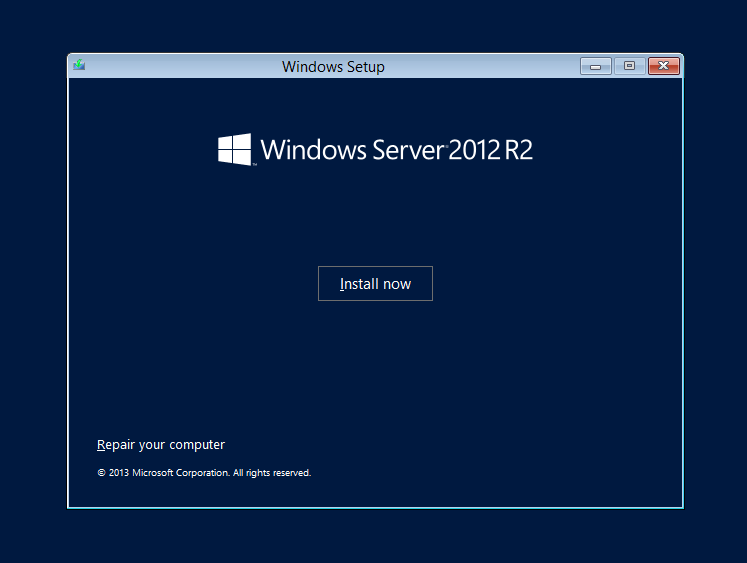 Windows Setup
Windows Server 2012 R2
Install now
Repair your computer
© 2013 Microsoft Corporation. All rights reserved.